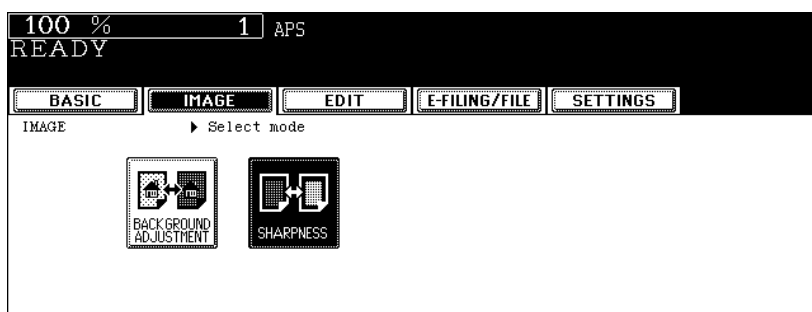 100 % 1 APS
READY
BASIC IMAGE EDIT E-FILING/FILE SETTINGS
IMAGE Select mode
BACKGROUND
ADJUSTMENT
SHARPNESS